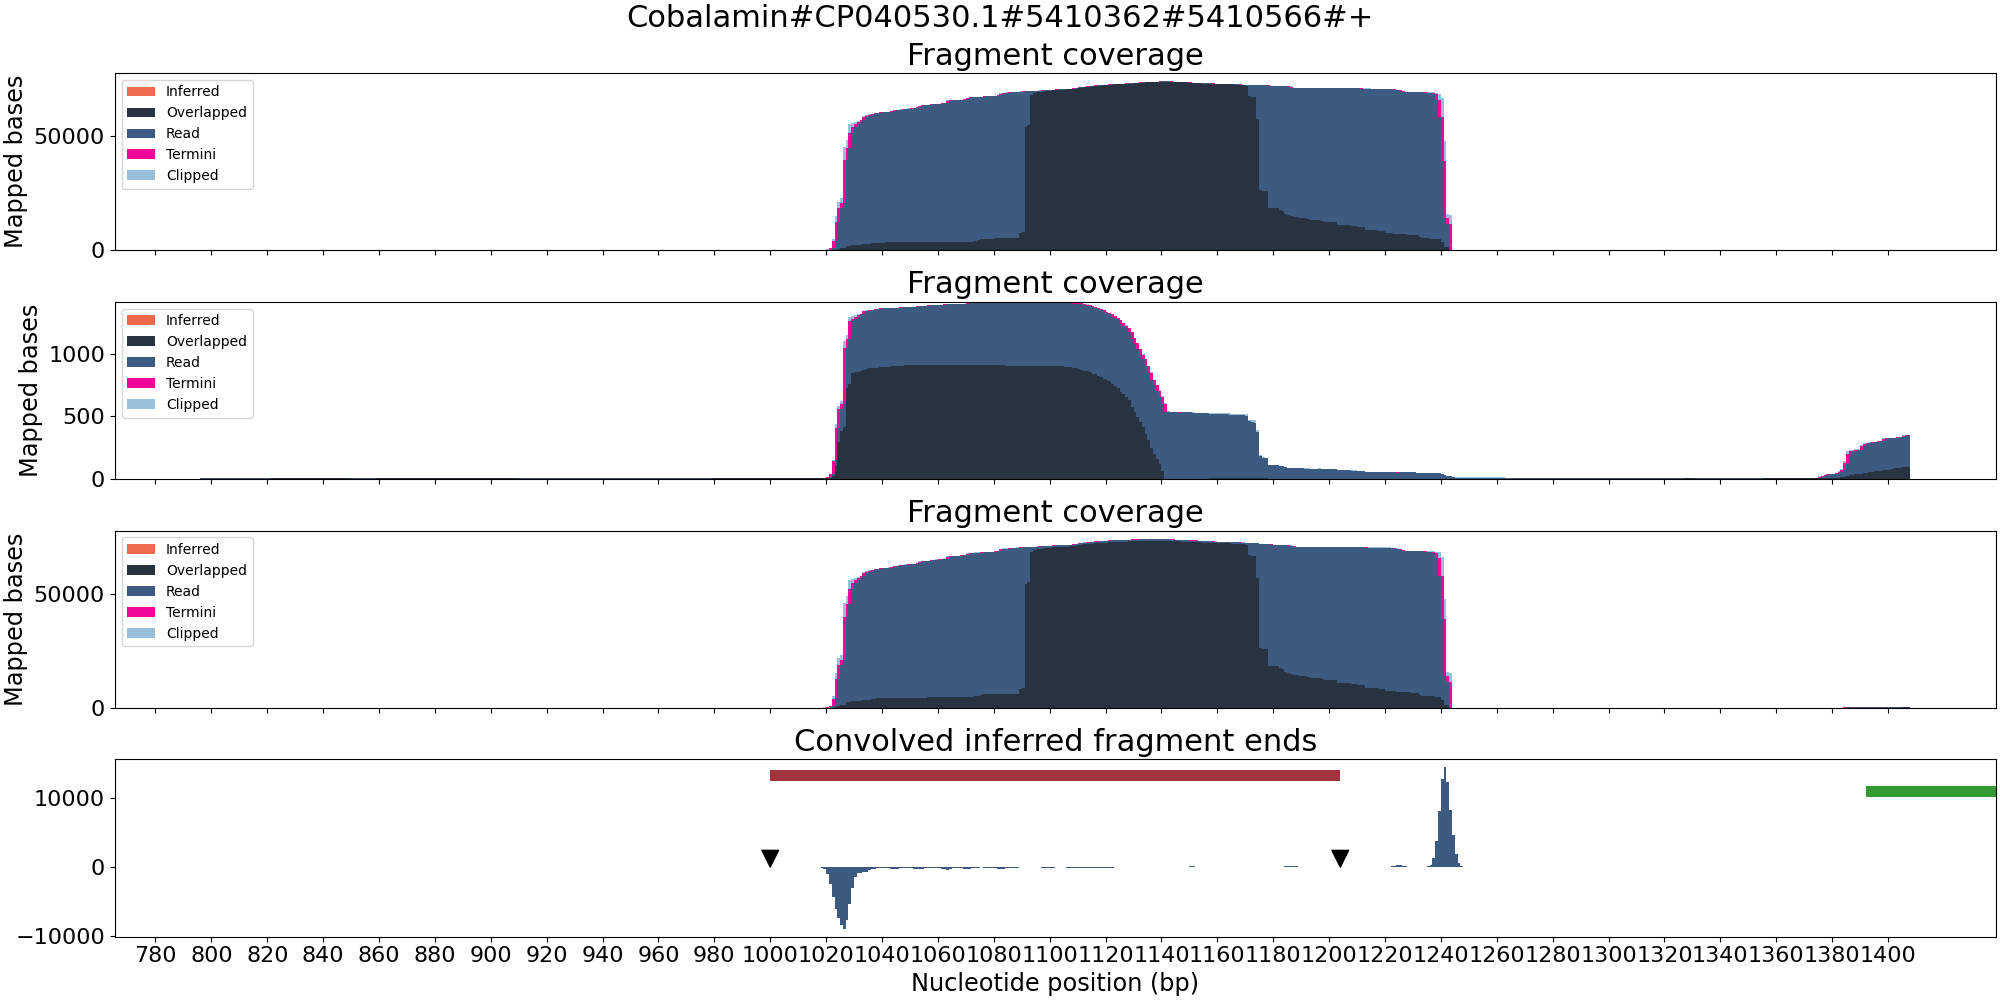 Cobalamin#CP040530.1#5410362#5410566#+
Fragment coverage
Mapped bases
50000
0
Inferred
Overlapped
Read
Termini
Clipped
Fragment coverage
Mapped bases
1000
500
0
Inferred
Overlapped
Read
Termini
Clipped
Fragment coverage
Mapped bases
50000
0
Inferred
Overlapped
Read
Termini
Clipped
Convolved inferred fragment ends
10000
0
−10000
780 800 820 840 860 880 900 920 940 960 980 1000 1020 1040 1060 1080 1100 1120 1140 1160 1180 1200 1220 1240 1260 1280 1300 1320 1340 1360 1380 1400
Nucleotide position (bp)